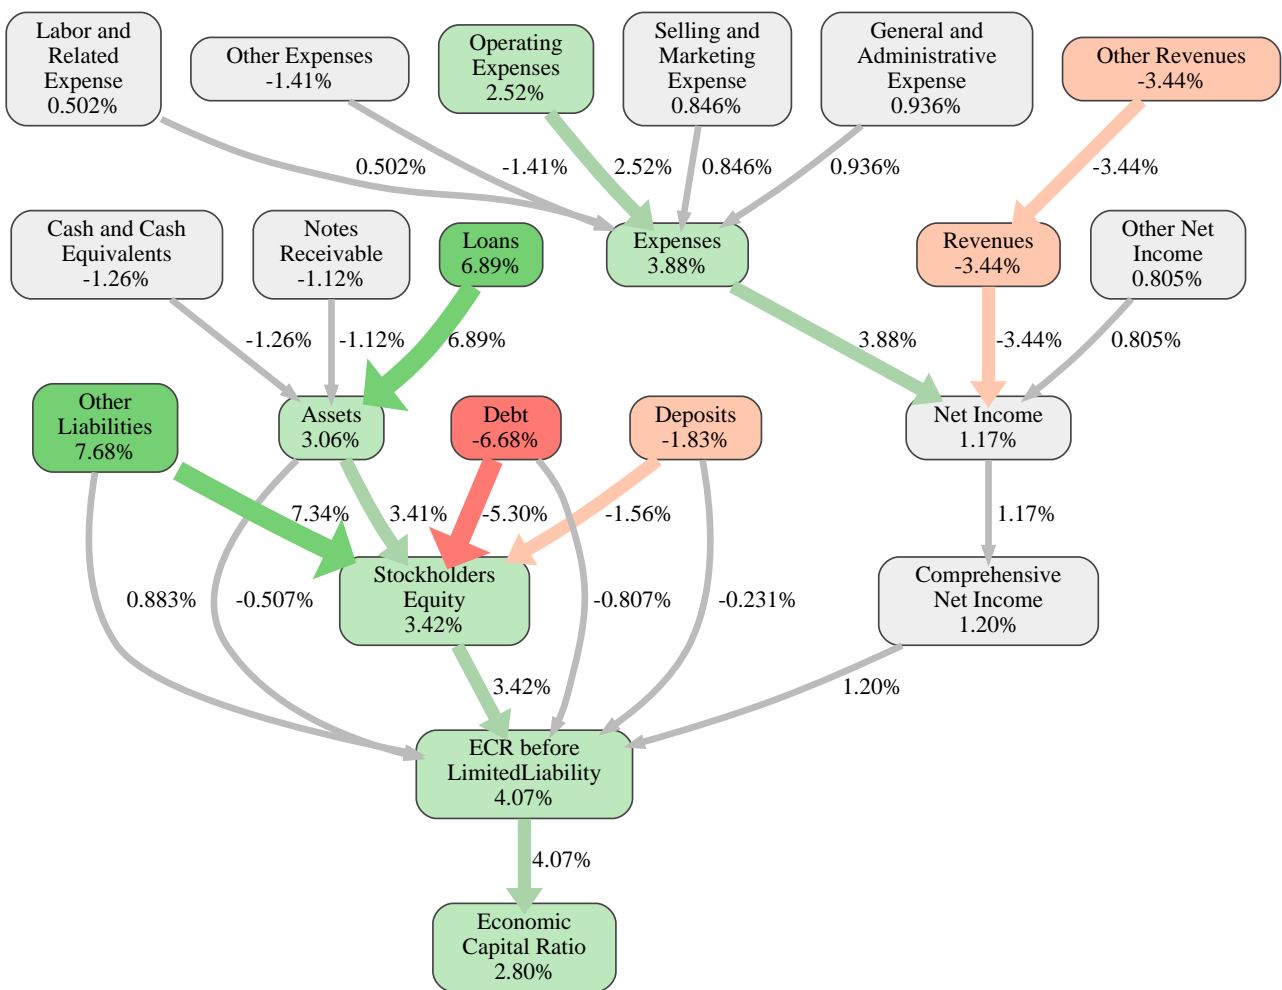 Labor and
Related
Expense
0.502%
Other Expenses
-1.41%
Operating
Expenses
2.52%
Selling and
Marketing
Expense
0.846%
General and
Administrative
Expense
0.936%
Other Revenues
-3.44%
0.502%
-1.41%
2.52%
0.846%
0.936%
-3.44%
Cash and Cash
Equivalents
-1.26%
Notes
Receivable
-1.12%
Loans
6.89%
Expenses
3.88%
Revenues
-3.44%
Other Net
Income
0.805%
-1.26%
-1.12%
6.89%
3.88%
-3.44%
0.805%
Other
Liabilities
7.68%
Assets
3.06%
Debt
-6.68%
Deposits
-1.83%
Net Income
1.17%
7.34%
3.41%
-5.30%
-1.56%
1.17%
0.883%
-0.507%
Stockholders
Equity
3.42%
-0.807%
-0.231%
Comprehensive
Net Income
1.20%
3.42%
1.20%
ECR before
LimitedLiability
4.07%
4.07%
Economic
Capital Ratio
2.80%